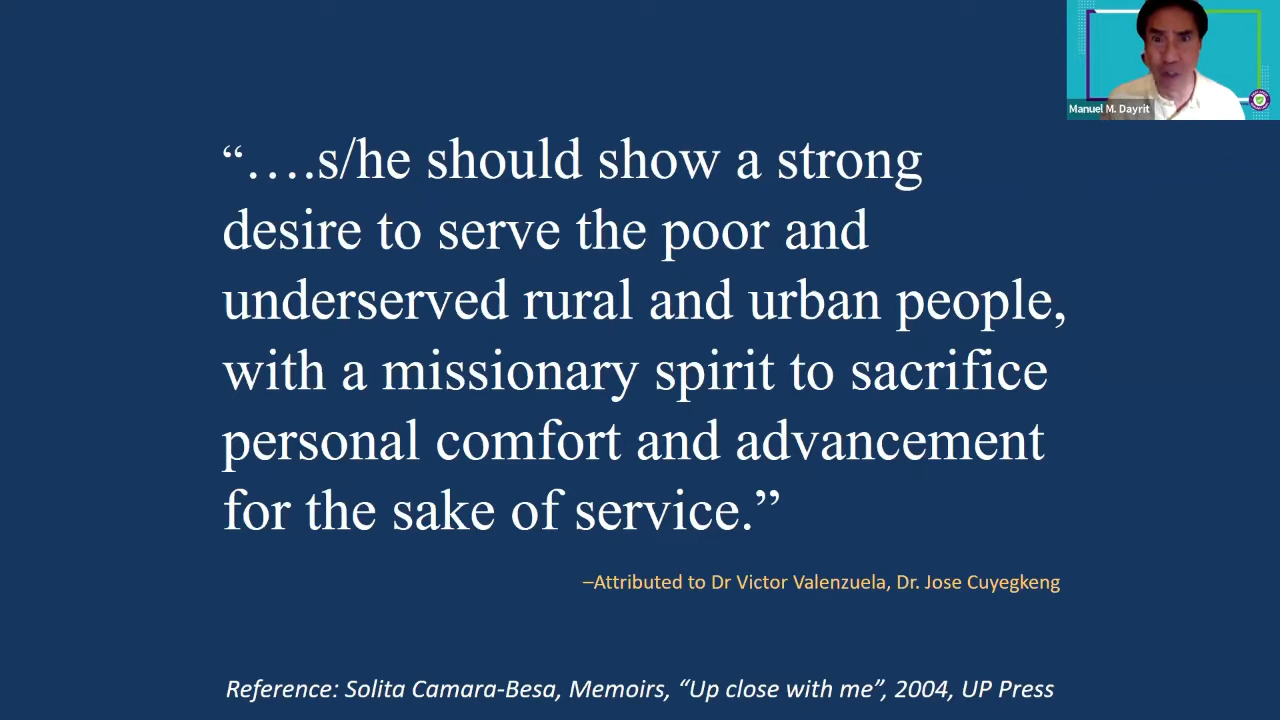 Manuel M. Dayrit
“….s/he should show a strong
desire to serve the poor and
underserved rural and urban people,
with a missionary spirit to sacrifice
personal comfort and advancement
for the sake of service.”
–Attributed to Dr Victor Valenzuela, Dr. Jose Cuyegkeng
Reference: Solita Camara-Besa, Memoirs, “Up close with me”, 2004, UP Press